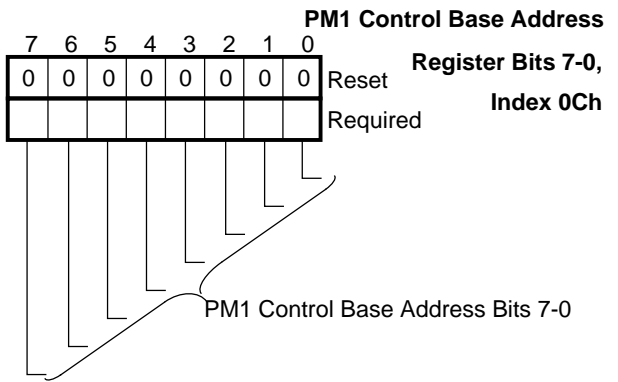 PM1 Control Base Address
Register Bits 7-0,
Index 0Ch
7 6 5 4 3 2 1 0
0 0 0 0 0 0 0 0 Reset
Required
PM1 Control Base Address Bits 7-0